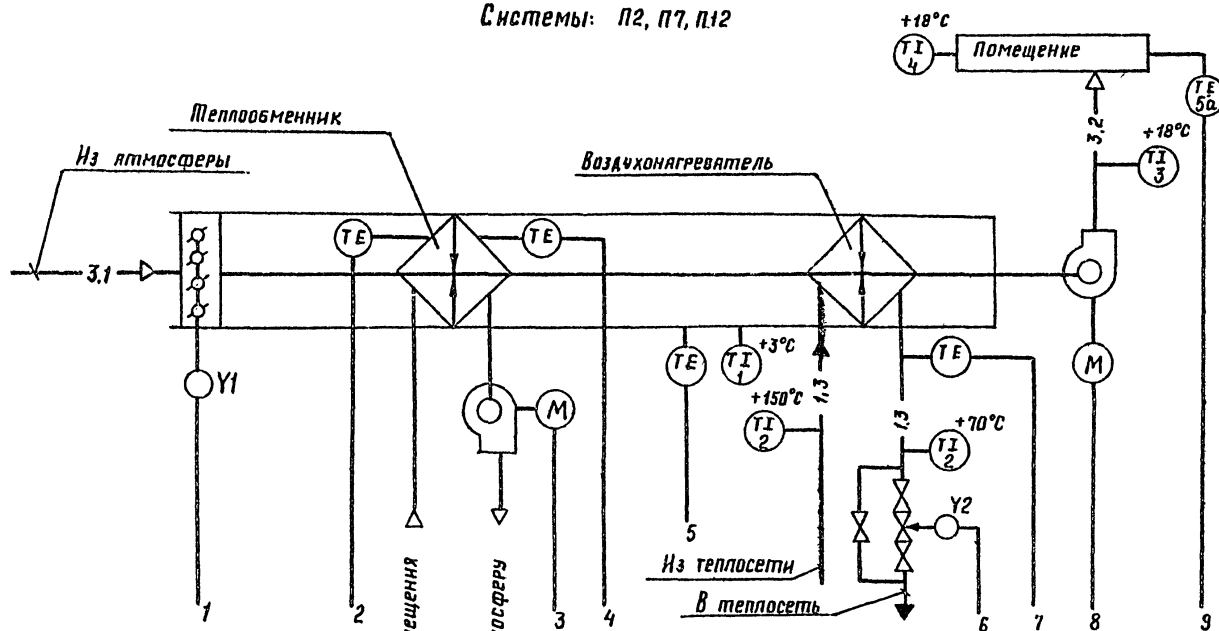 Системы: П2, П7, П12
+18°C
TI 4
Помещение
TE 5а
3,2
+18°C
TI 3
Теплообменник
Из атмосферы
Воздухонагреватель
TE
TE
3,1
Y1
M
TE
TI 1
+3°C
+150°C
TI 2
1,3
TE
1,3
+70°C
TI 2
M
Y2
5
Из теплосети
В теплосеть
1
2
3
4
6
7
8
9